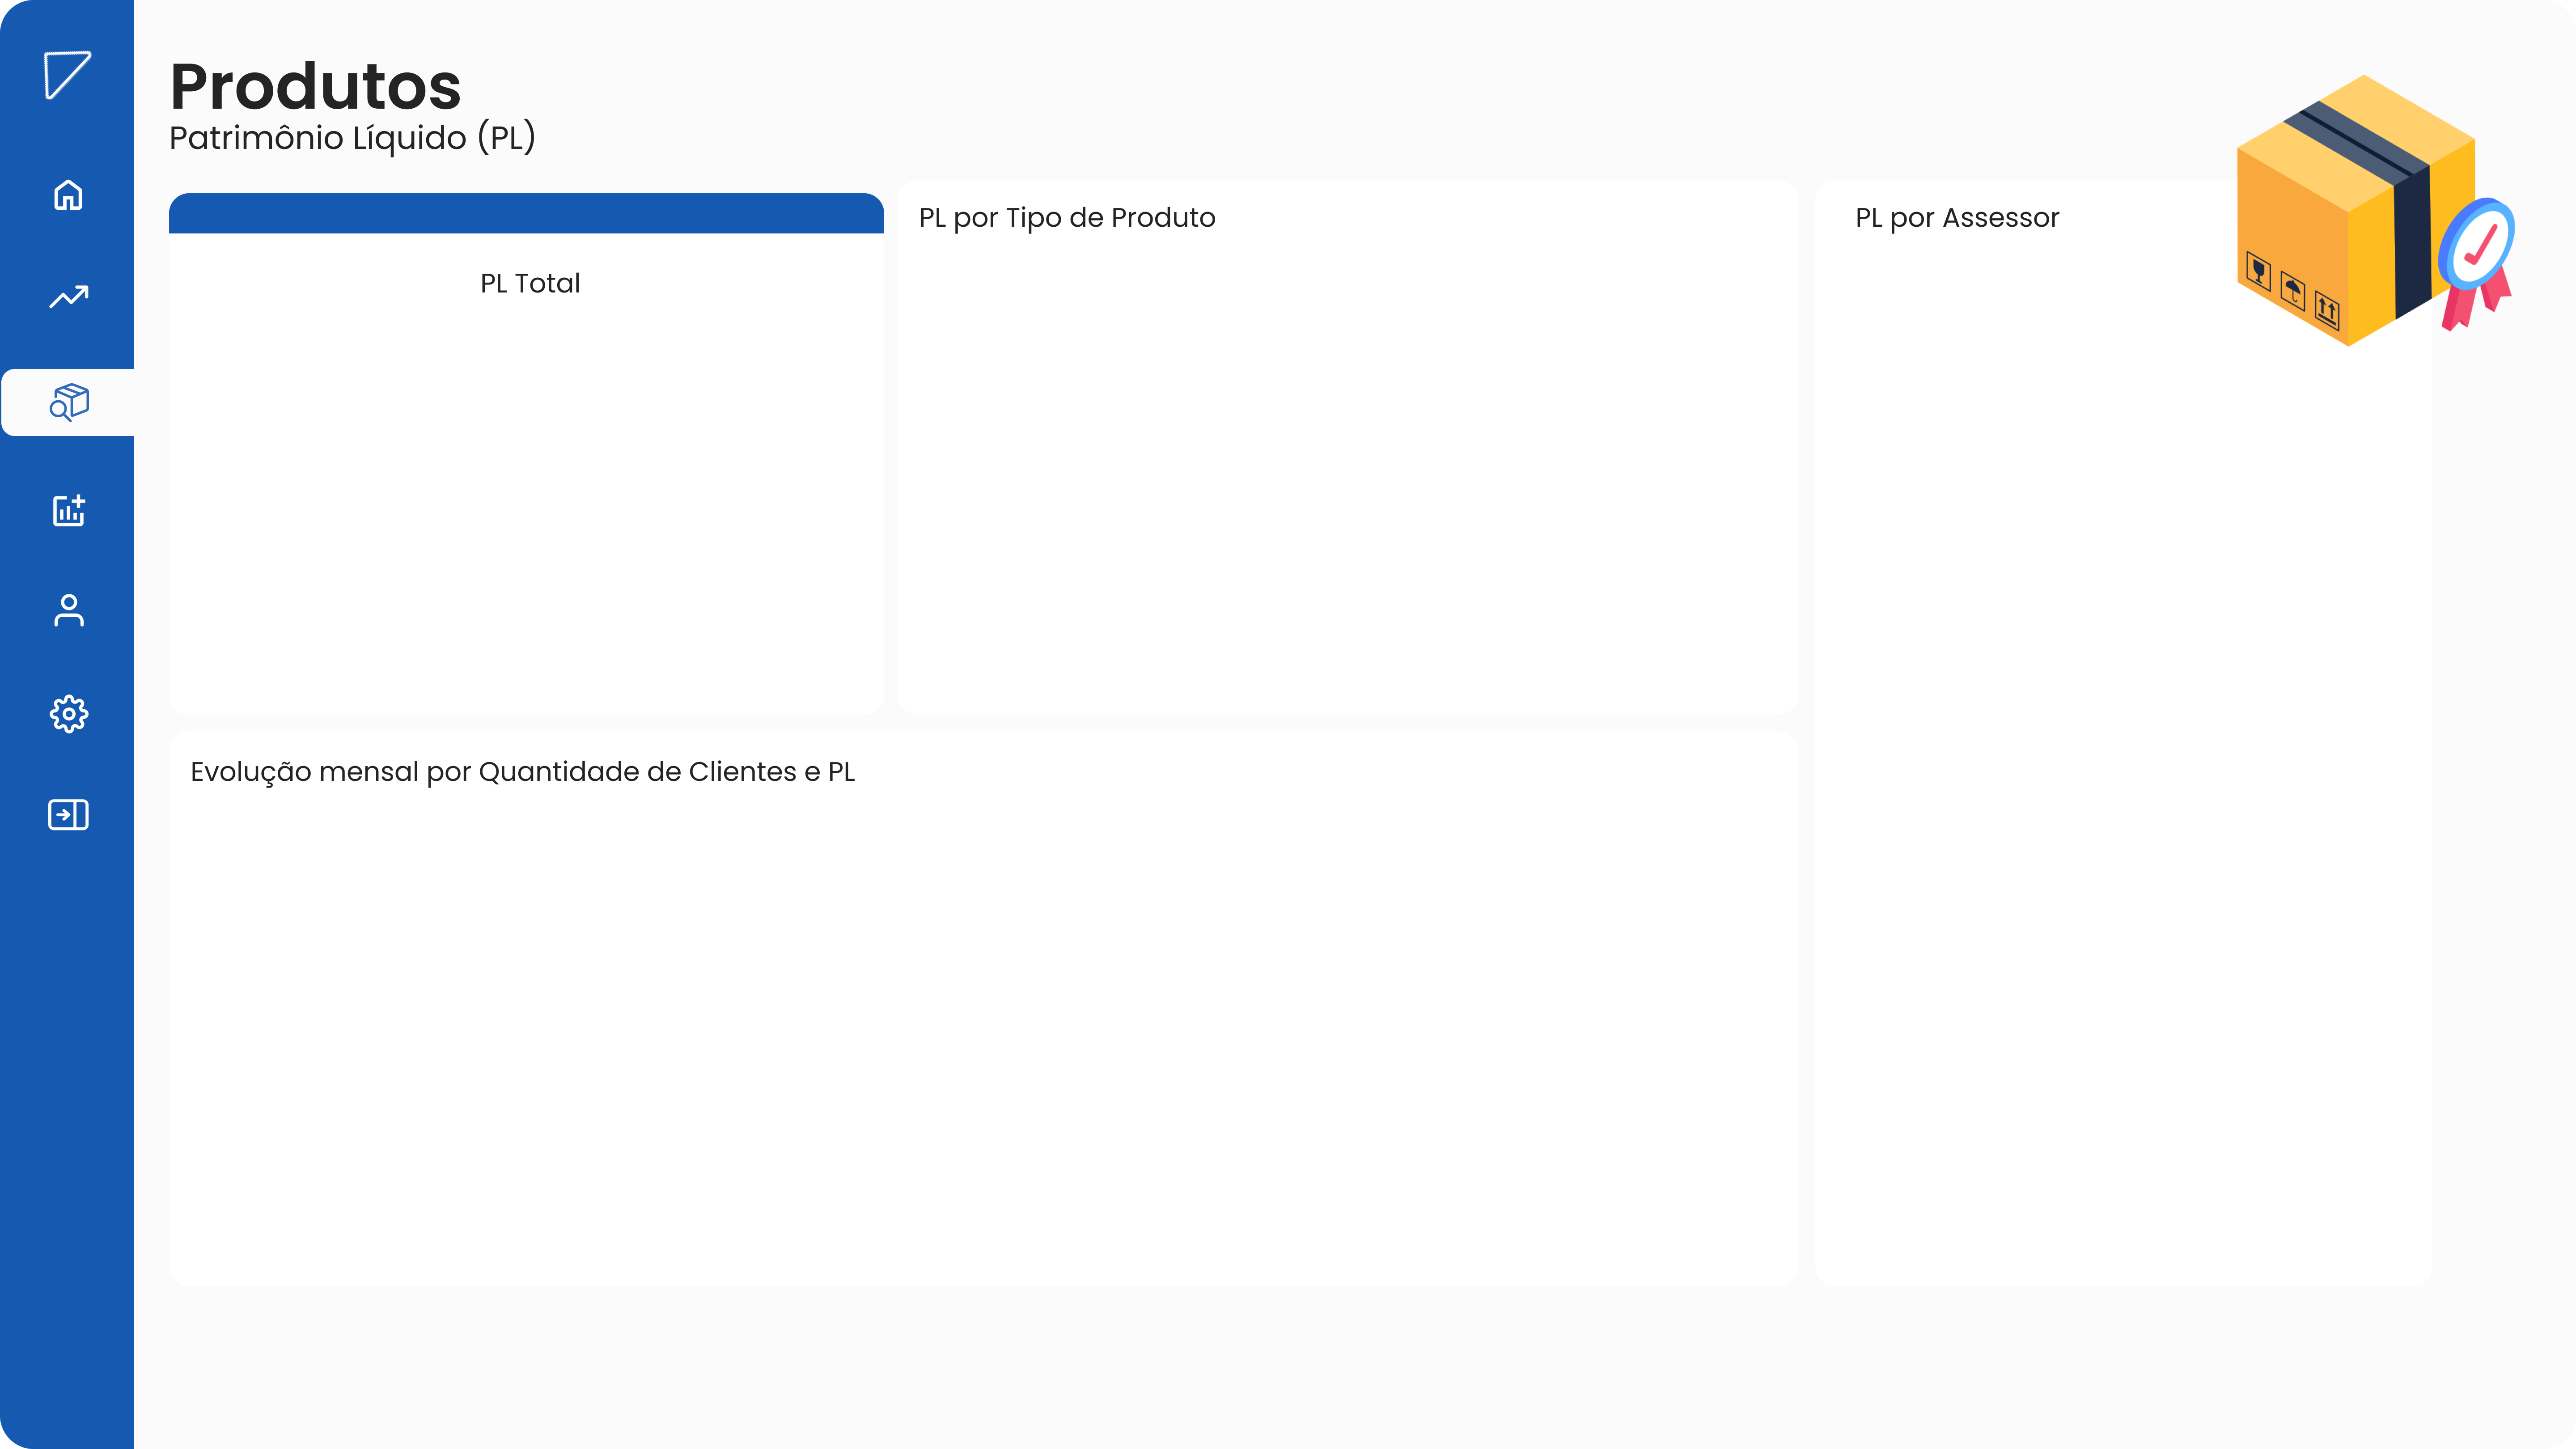 Produtos
Patrimônio Líquido (PL)
PL Total
PL por Tipo de Produto
PL por Assessor
Evolução mensal por Quantidade de Clientes e PL